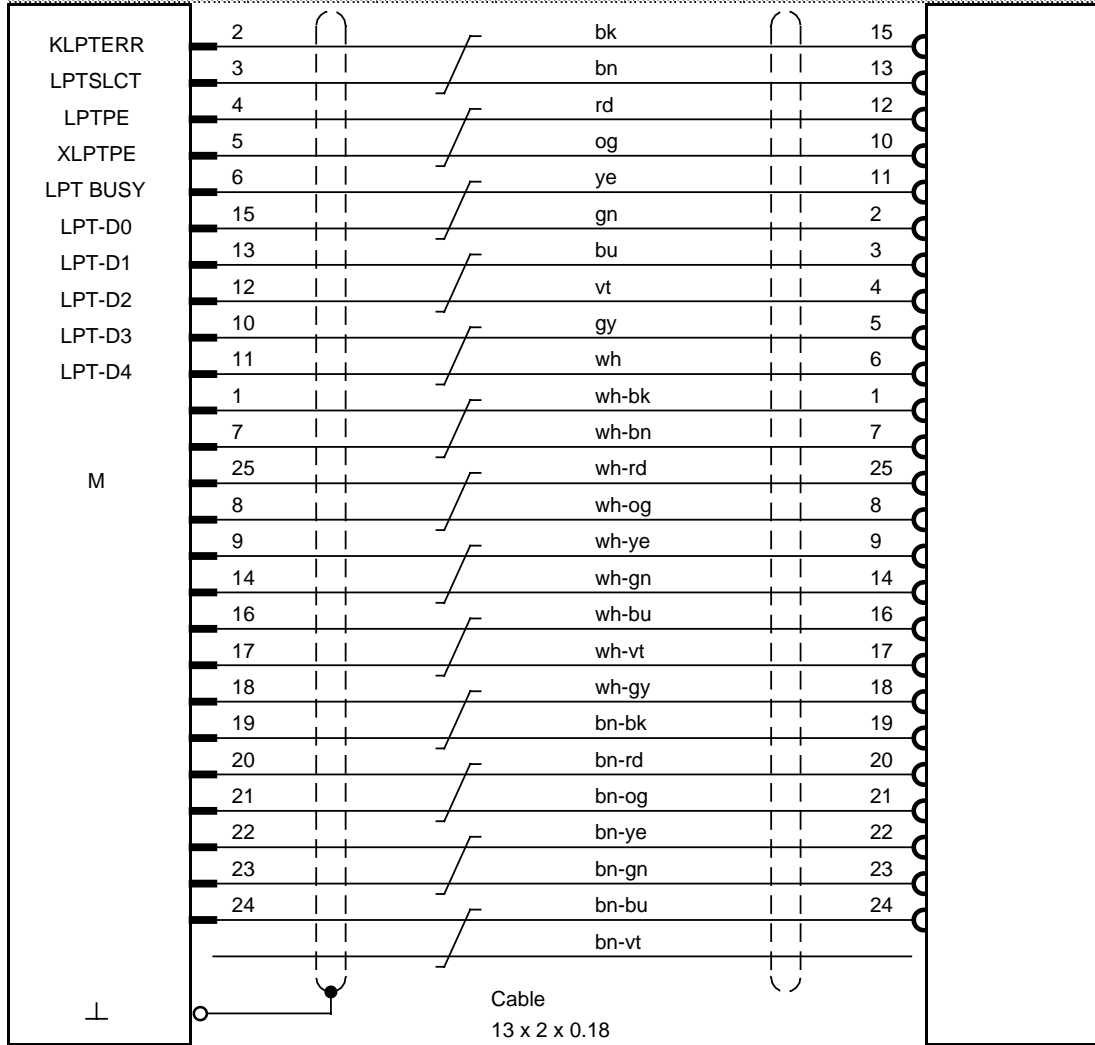 KLPTERR 2 bk 15
LPTSLCT 3 bn 13
LPTPE 4 rd 12
XLPTPE 5 og 10
LPT BUSY 6 ye 11
LPT-D0 15 gn 2
LPT-D1 13 bu 3
LPT-D2 12 vt 4
LPT-D3 10 gy 5
LPT-D4 11 wh 6
1 wh-bk 1
7 wh-bn 7
M 25 wh-rd 25
8 wh-og 8
9 wh-ye 9
14 wh-gn 14
16 wh-bu 16
17 wh-vt 17
18 wh-gy 18
19 bn-bk 19
20 bn-rd 20
21 bn-og 21
22 bn-ye 22
23 bn-gn 23
24 bn-bu 24
bn-vt
Cable
13 x 2 x 0.18